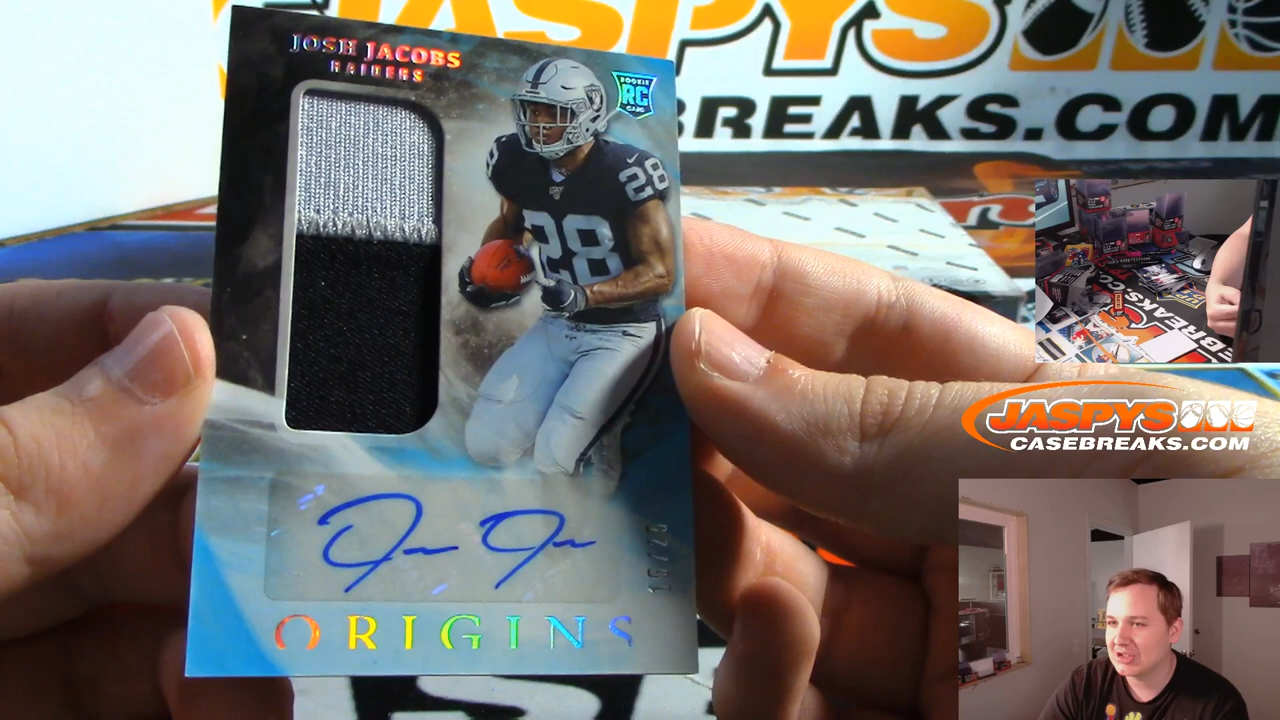 JASPYS
BREAKS.COM
JOSH JACOBS
RAIDERS
ROOKIE
RC
CARD
28
28
ORIGINS
JASPYS
CASEBREAKS.COM